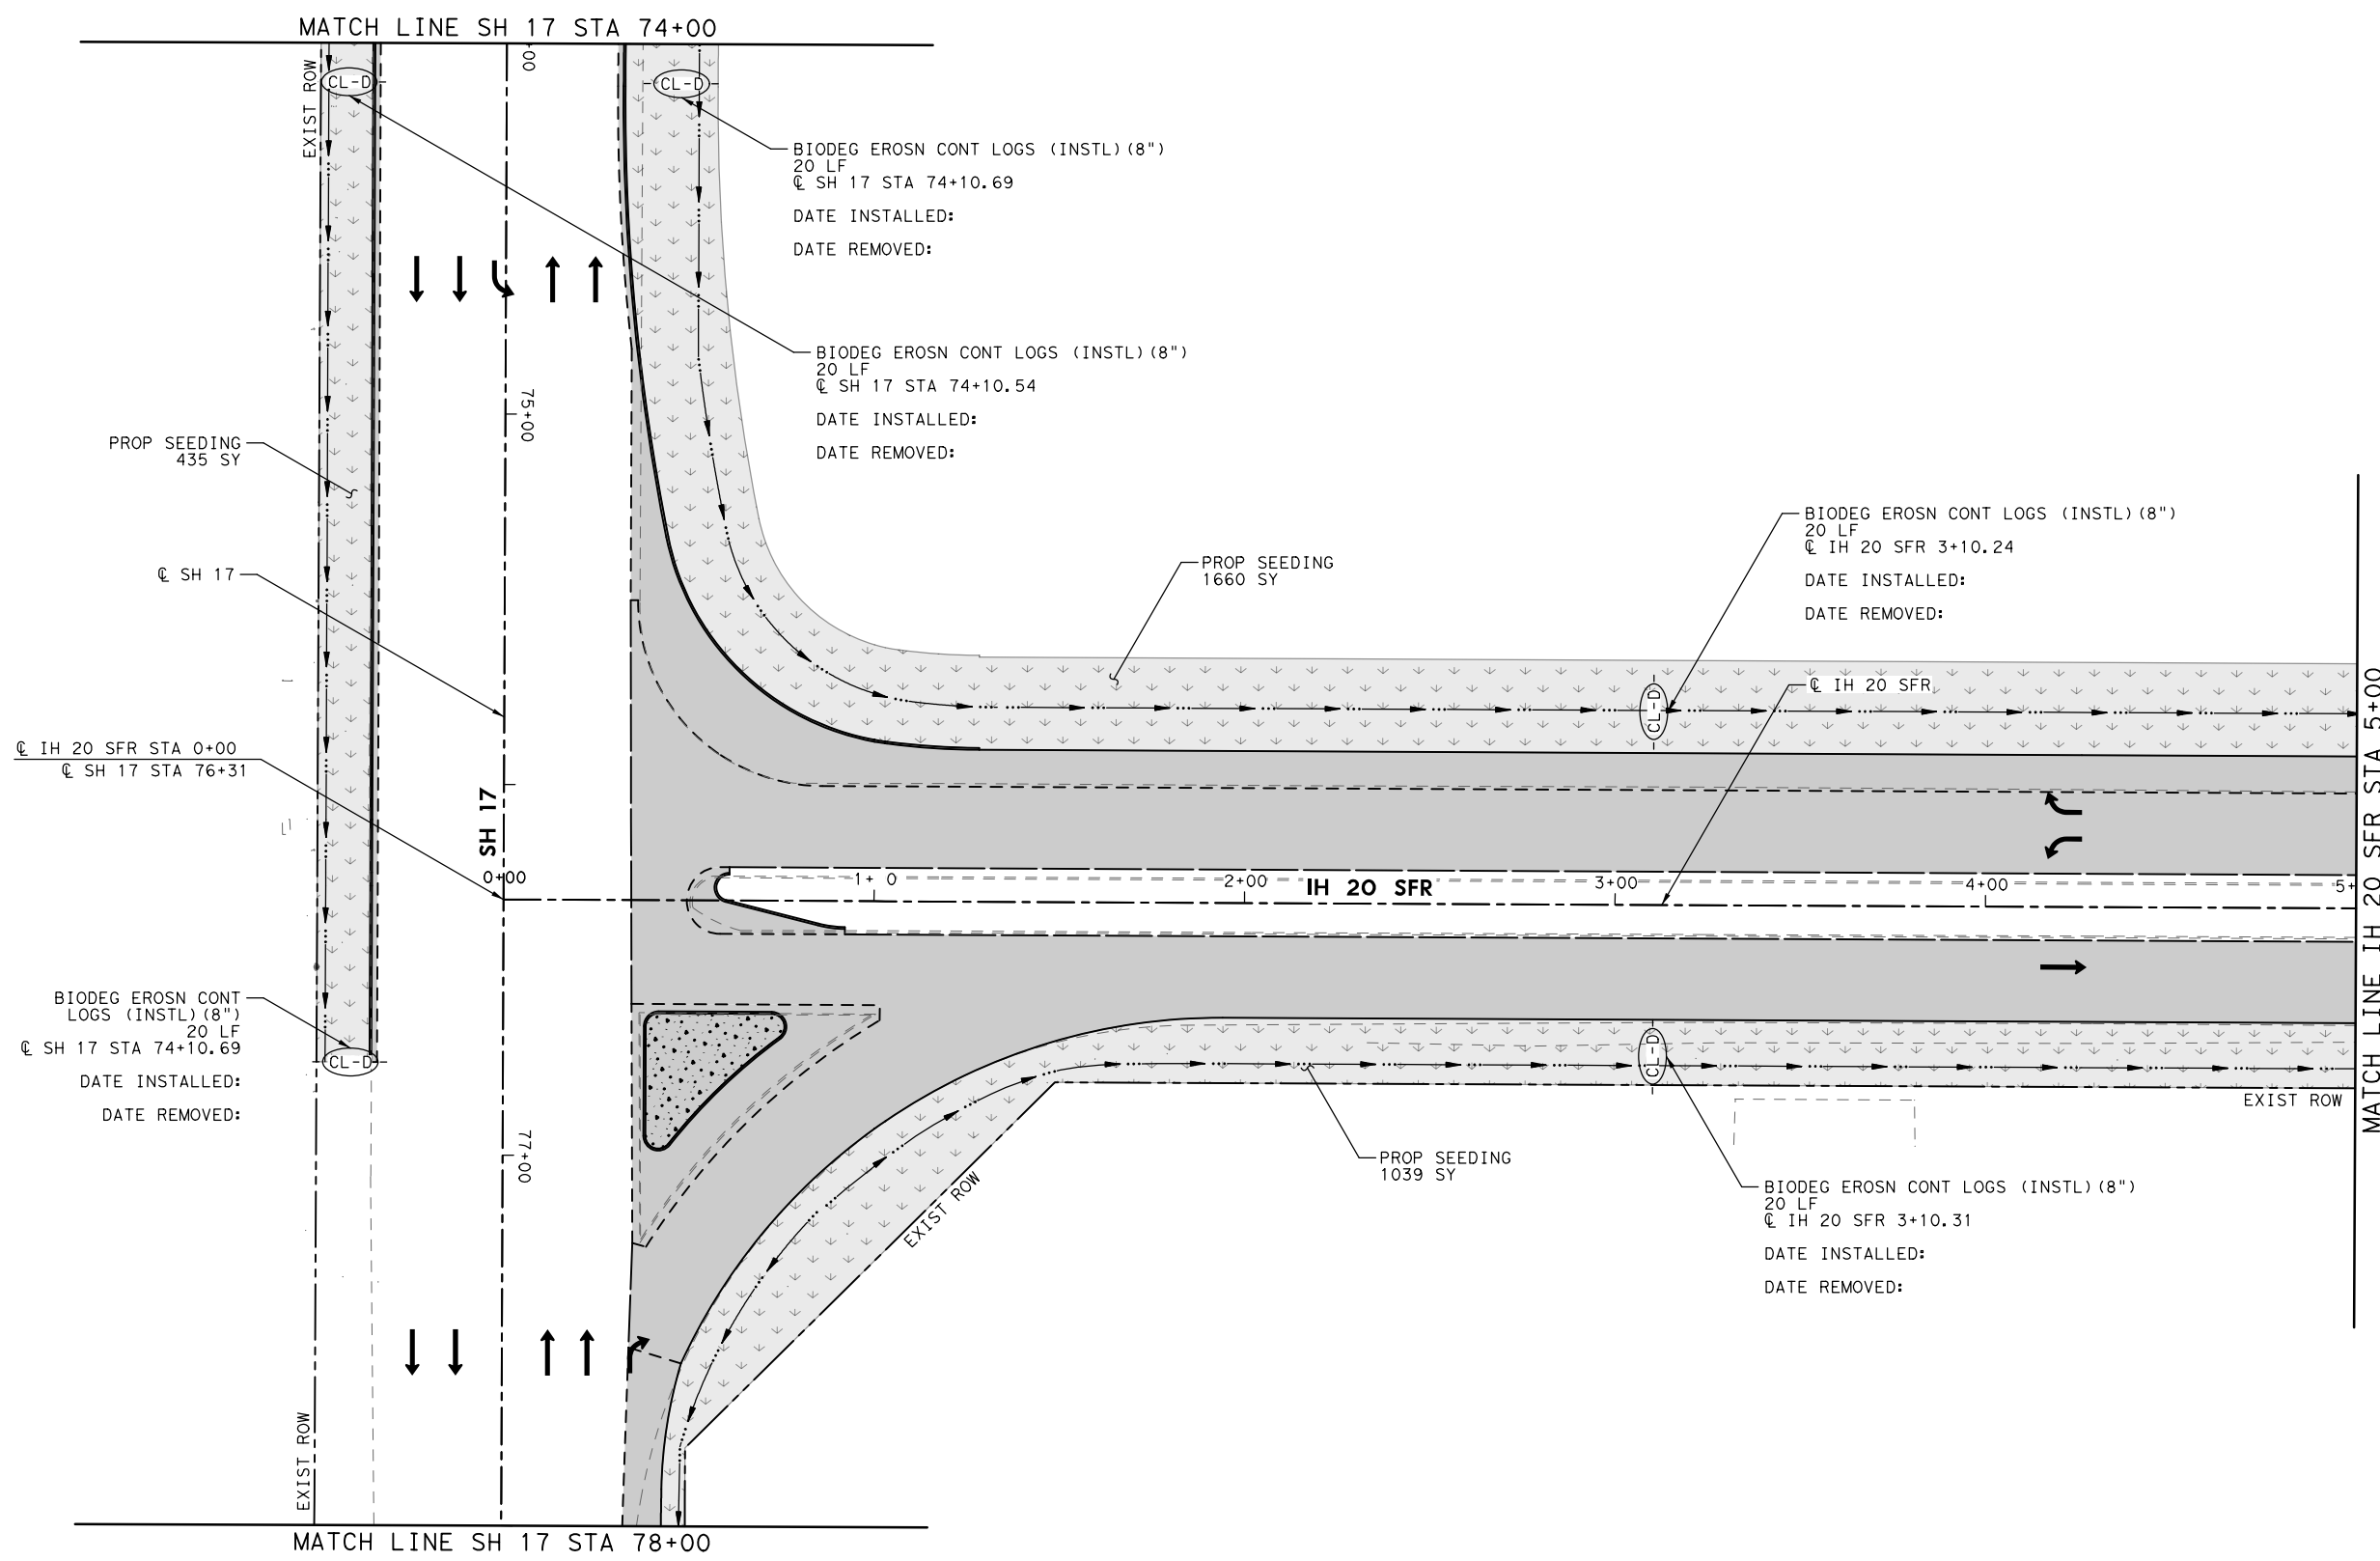 MATCH LINE SH 17 STA 74+00
EXIST ROW
CL-D
CL-D
BIODEG EROSN CONT LOGS (INSTL)(8")
20 LF
℄ SH 17 STA 74+10.69
DATE INSTALLED:
DATE REMOVED:
BIODEG EROSN CONT LOGS (INSTL)(8")
20 LF
℄ SH 17 STA 74+10.54
DATE INSTALLED:
DATE REMOVED:
75+00
PROP SEEDING
435 SY
℄ SH 17
PROP SEEDING
1660 SY
BIODEG EROSN CONT LOGS (INSTL)(8")
20 LF
℄ IH 20 SFR 3+10.24
DATE INSTALLED:
DATE REMOVED:
CL-D
℄ IH 20 SFR
℄ IH 20 SFR STA 0+00
℄ SH 17 STA 76+31
SH 17
0+00
1+ 0
2+00
IH 20 SFR
3+00
4+00
5+
MATCH LINE IH 20 SFR STA 5+00
BIODEG EROSN CONT
LOGS (INSTL)(8")
20 LF
℄ SH 17 STA 74+10.69
DATE INSTALLED:
DATE REMOVED:
CL-D
CL-D
77+00
EXIST ROW
EXIST ROW
PROP SEEDING
1039 SY
BIODEG EROSN CONT LOGS (INSTL)(8")
20 LF
℄ IH 20 SFR 3+10.31
DATE INSTALLED:
DATE REMOVED:
EXIST ROW
MATCH LINE SH 17 STA 78+00